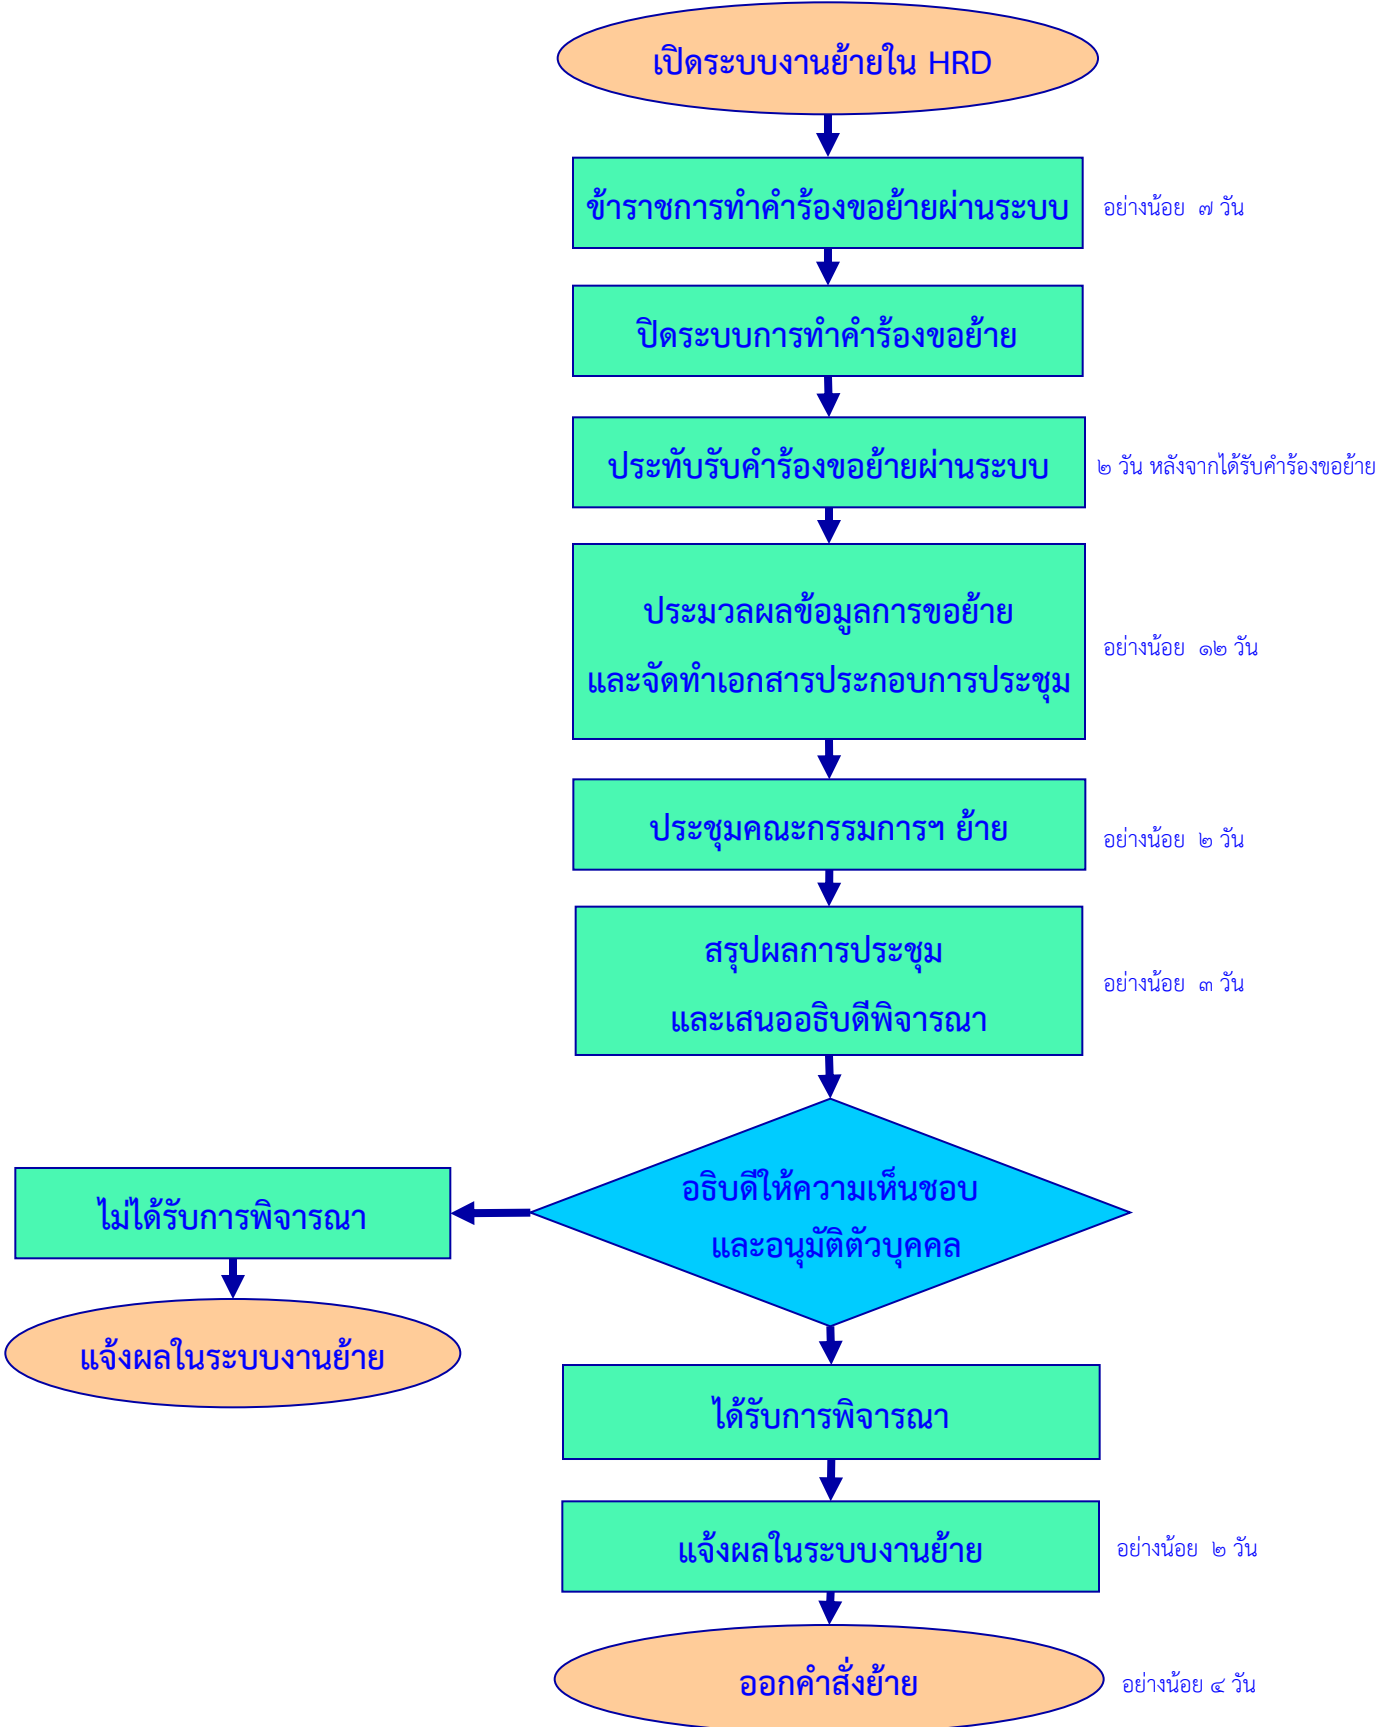 เปิดระบบงานย้ายใน HRD
ข้าราชการทำคำร้องขอย้ายผ่านระบบ
อย่างน้อย ๗ วัน
ปิดระบบการทำคำร้องขอย้าย
ประทับรับคำร้องขอย้ายผ่านระบบ
๒ วัน หลังจากได้รับคำร้องขอย้าย
ประมวลผลข้อมูลการขอย้าย
และจัดทำเอกสารประกอบการประชุม
อย่างน้อย ๑๒ วัน
ประชุมคณะกรรมการฯ ย้าย
อย่างน้อย ๒ วัน
สรุปผลการประชุม
และเสนออธิบดีพิจารณา
อย่างน้อย ๓ วัน
อธิบดีให้ความเห็นชอบ
และอนุมัติตัวบุคคล
ไม่ได้รับการพิจารณา
แจ้งผลในระบบงานย้าย
ได้รับการพิจารณา
แจ้งผลในระบบงานย้าย
อย่างน้อย ๒ วัน
ออกคำสั่งย้าย
อย่างน้อย ๔ วัน